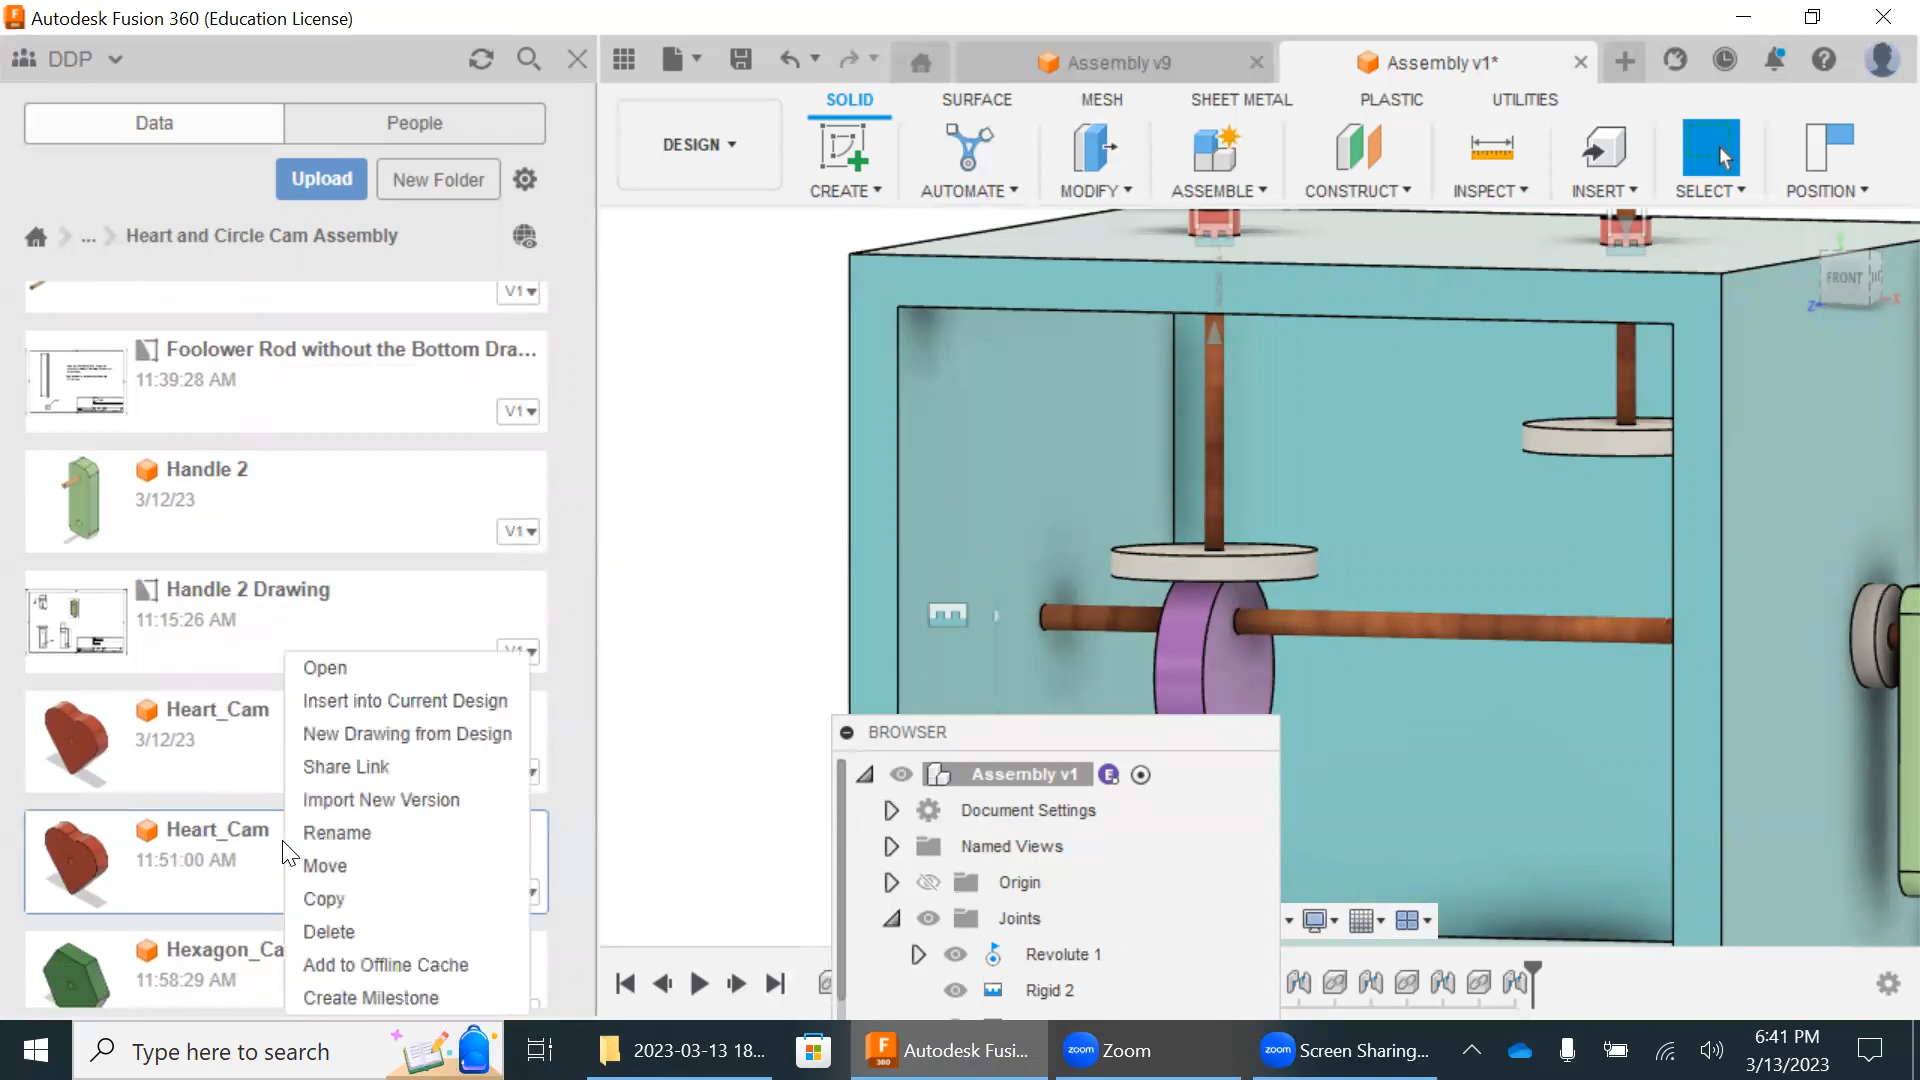 Autodesk Fusion 360 (Education License)
DDP
Assembly v9
Assembly v1*
Data
People
Upload
New Folder
... Heart and Circle Cam Assembly
SOLID
SURFACE
MESH
SHEET METAL
PLASTIC
UTILITIES
DESIGN
CREATE
AUTOMATE
MODIFY
ASSEMBLE
CONSTRUCT
INSPECT
INSERT
SELECT
POSITION
V1
Foolower Rod without the Bottom Dra...
11:39:28 AM
V1
Handle 2
3/12/23
V1
Handle 2 Drawing
11:15:26 AM
Heart_Cam
3/12/23
Heart_Cam
11:51:00 AM
Hexagon_Ca
11:58:29 AM
Open
Insert into Current Design
New Drawing from Design
Share Link
Import New Version
Rename
Move
Copy
Delete
Add to Offline Cache
Create Milestone
FRONT
Z
X
BROWSER
Assembly v1
E
Document Settings
Named Views
Origin
Joints
Revolute 1
Rigid 2
Type here to search
2023-03-13 18...
F
360
Autodesk Fusi...
zoom
Zoom
zoom
Screen Sharing...
6:41 PM
3/13/2023